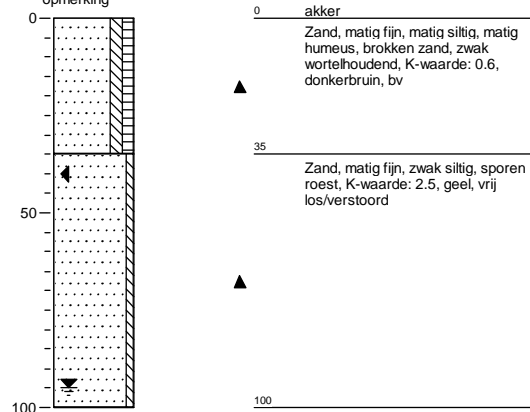 opmerking
0
0
akker
Zand, matig fijn, matig siltig, matig
humeus, brokken zand, zwak
wortelhoudend, K-waarde: 0.6,
donkerbruin, bv
35
Zand, matig fijn, zwak siltig, sporen
roest, K-waarde: 2.5, geel, vrij
los/verstoord
50
100
100